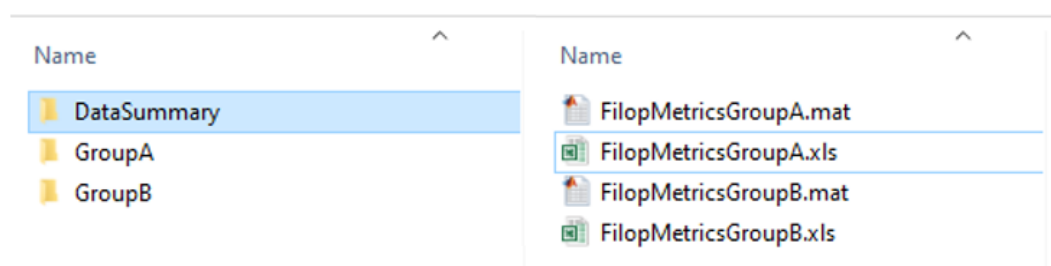 Name
DataSummary
GroupA
GroupB
Name
FilopMetricsGroupA.mat
FilopMetricsGroupA.xls
FilopMetricsGroupB.mat
FilopMetricsGroupB.xls